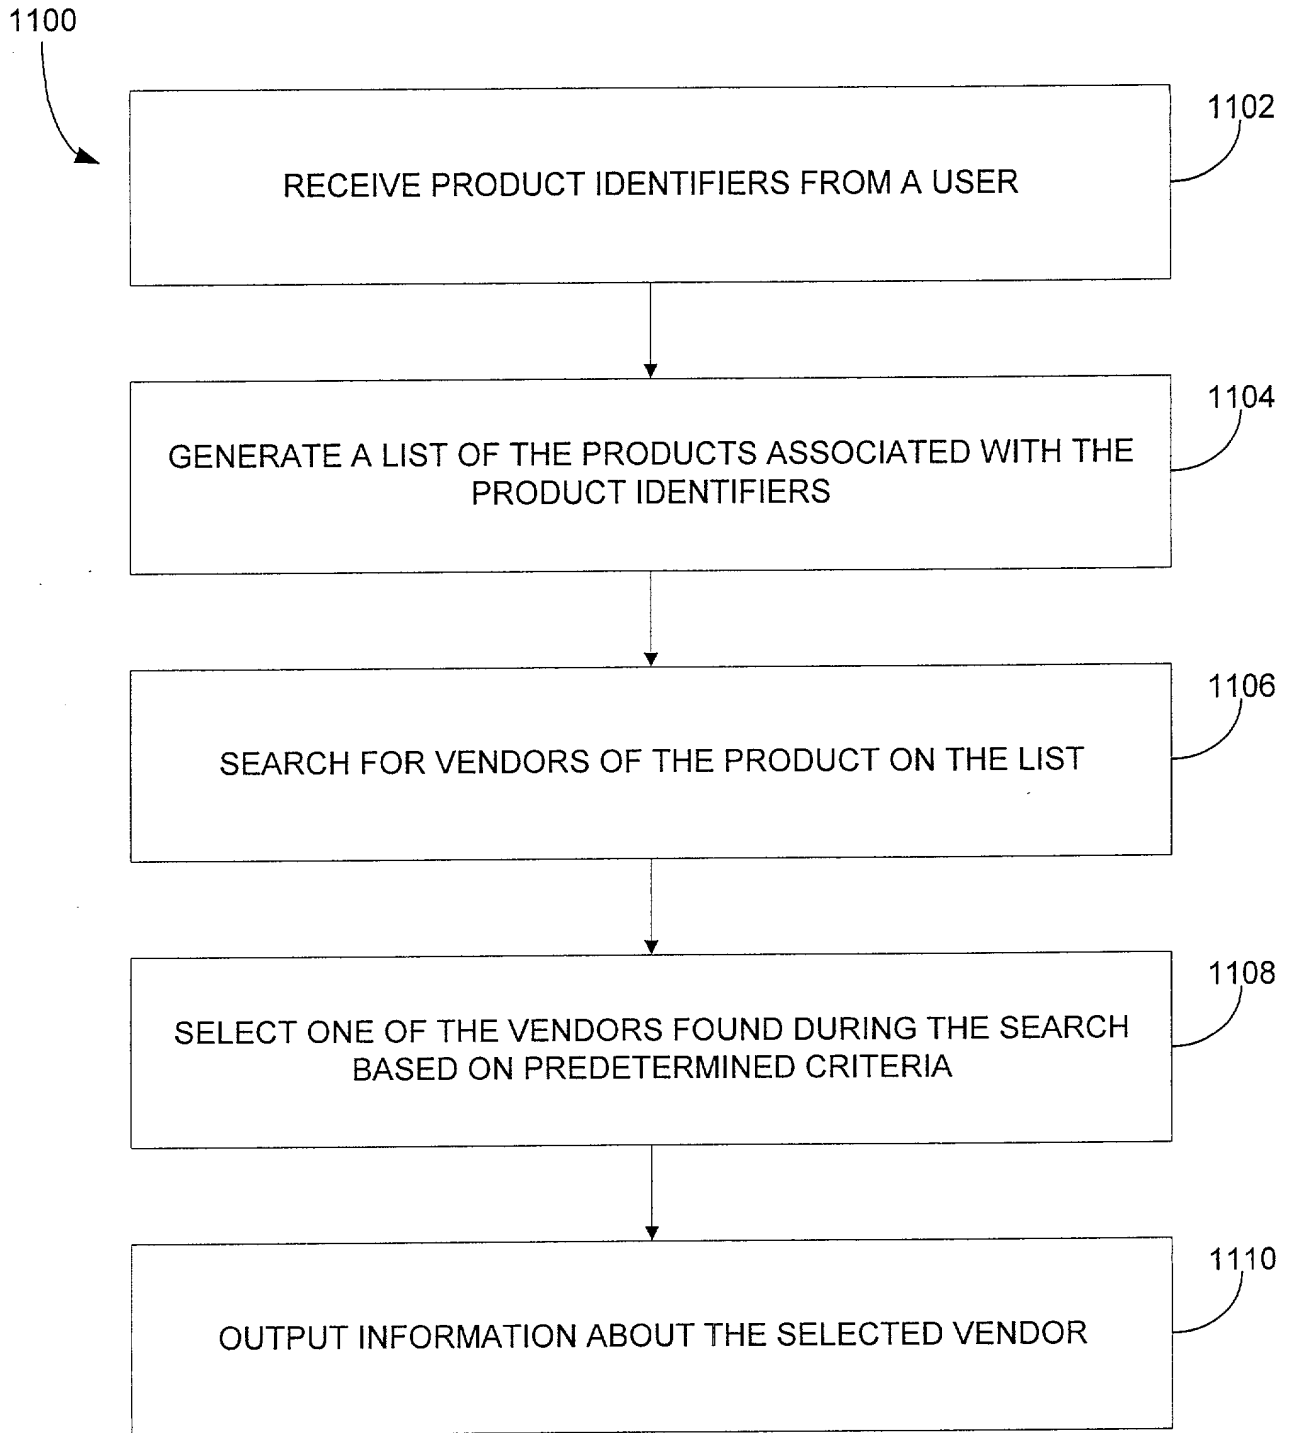 1100
1102
RECEIVE PRODUCT IDENTIFIERS FROM A USER
1104
GENERATE A LIST OF THE PRODUCTS ASSOCIATED WITH THE
PRODUCT IDENTIFIERS
1106
SEARCH FOR VENDORS OF THE PRODUCT ON THE LIST
1108
SELECT ONE OF THE VENDORS FOUND DURING THE SEARCH
BASED ON PREDETERMINED CRITERIA
1110
OUTPUT INFORMATION ABOUT THE SELECTED VENDOR